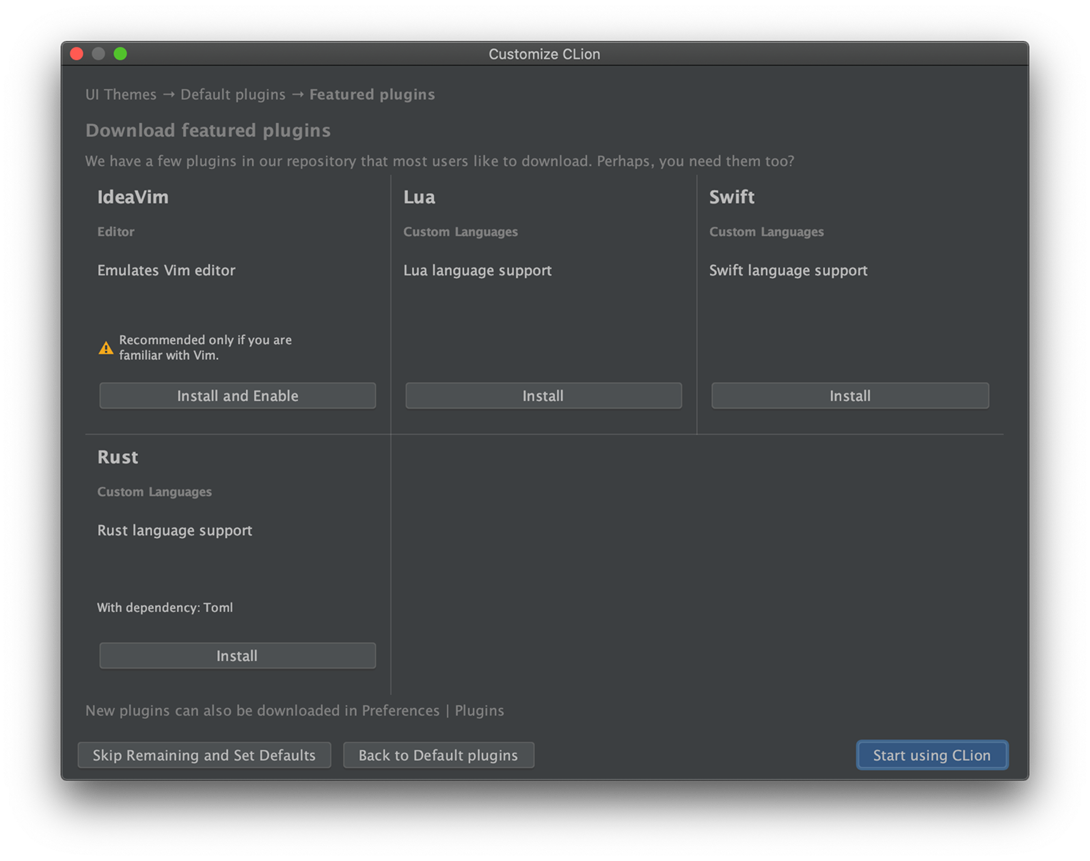 Customize CLion
UI Themes → Default plugins → Featured plugins
Download featured plugins
We have a few plugins in our repository that most users like to download. Perhaps, you need them too?
IdeaVim
Editor
Emulates Vim editor
Recommended only if you are
familiar with Vim.
Install and Enable
Lua
Custom Languages
Lua language support
Install
Swift
Custom Languages
Swift language support
Install
Rust
Custom Languages
Rust language support
With dependency: Toml
Install
New plugins can also be downloaded in Preferences | Plugins
Skip Remaining and Set Defaults
Back to Default plugins
Start using CLion